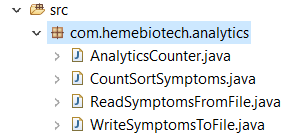 src
com.hemebiotech.analytics
AnalyticsCounter.java
CountSortSymptoms.java
ReadSymptomsFromFile.java
WriteSymptomsToFile.java